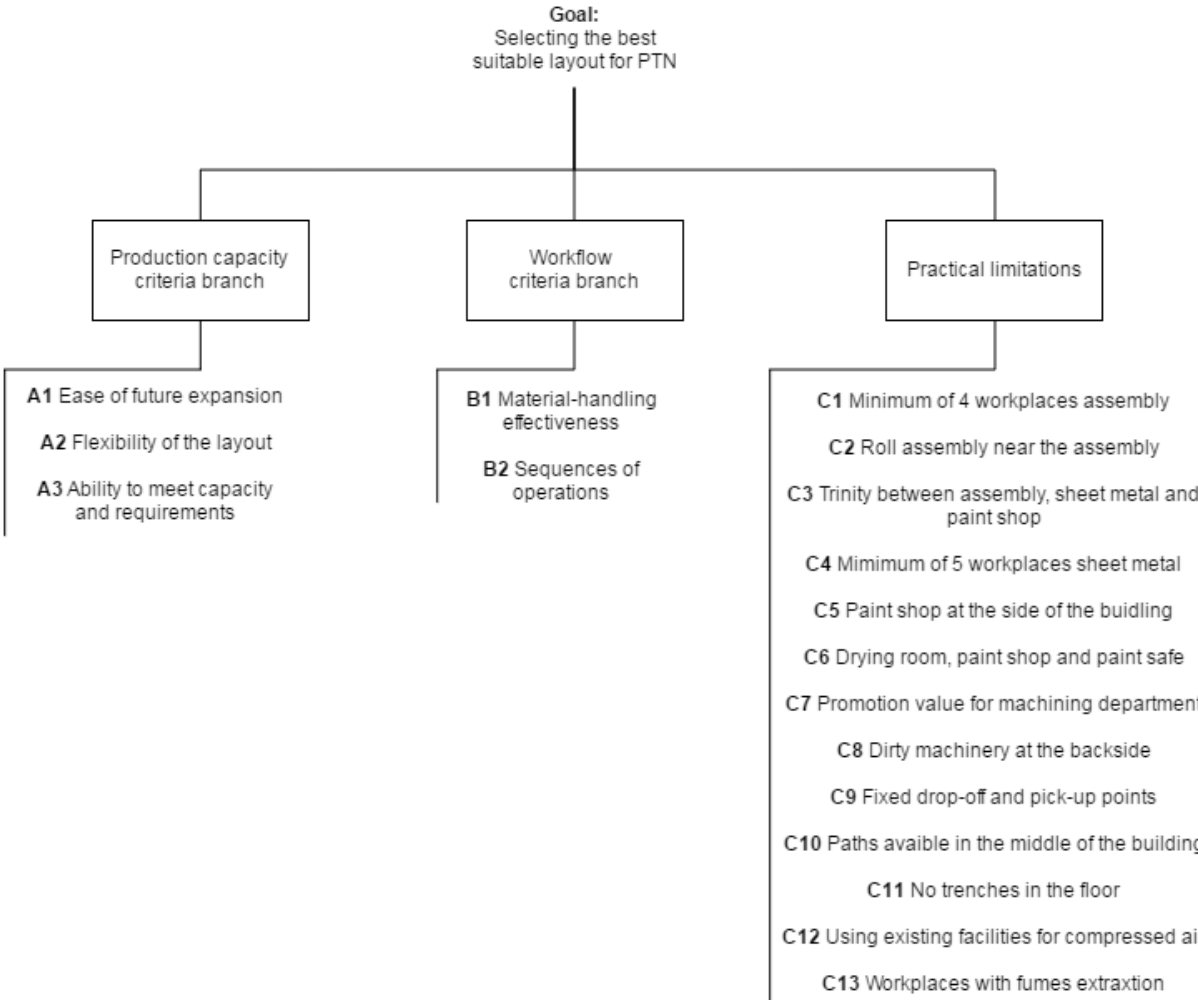 Goal:
Selecting the best
suitable layout for PTN
Production capacity
criteria branch
Workflow
criteria branch
Practical limitations
A1 Ease of future expansion
A2 Flexibility of the layout
A3 Ability to meet capacity
and requirements
B1 Material-handling
effectiveness
B2 Sequences of
operations
C1 Minimum of 4 workplaces assembly
C2 Roll assembly near the assembly
C3 Trinity between assembly, sheet metal and
paint shop
C4 Mimimum of 5 workplaces sheet metal
C5 Paint shop at the side of the buidling
C6 Drying room, paint shop and paint safe
C7 Promotion value for machining department
C8 Dirty machinery at the backside
C9 Fixed drop-off and pick-up points
C10 Paths avaible in the middle of the building
C11 No trenches in the floor
C12 Using existing facilities for compressed ai
C13 Workplaces with fumes extraxtion